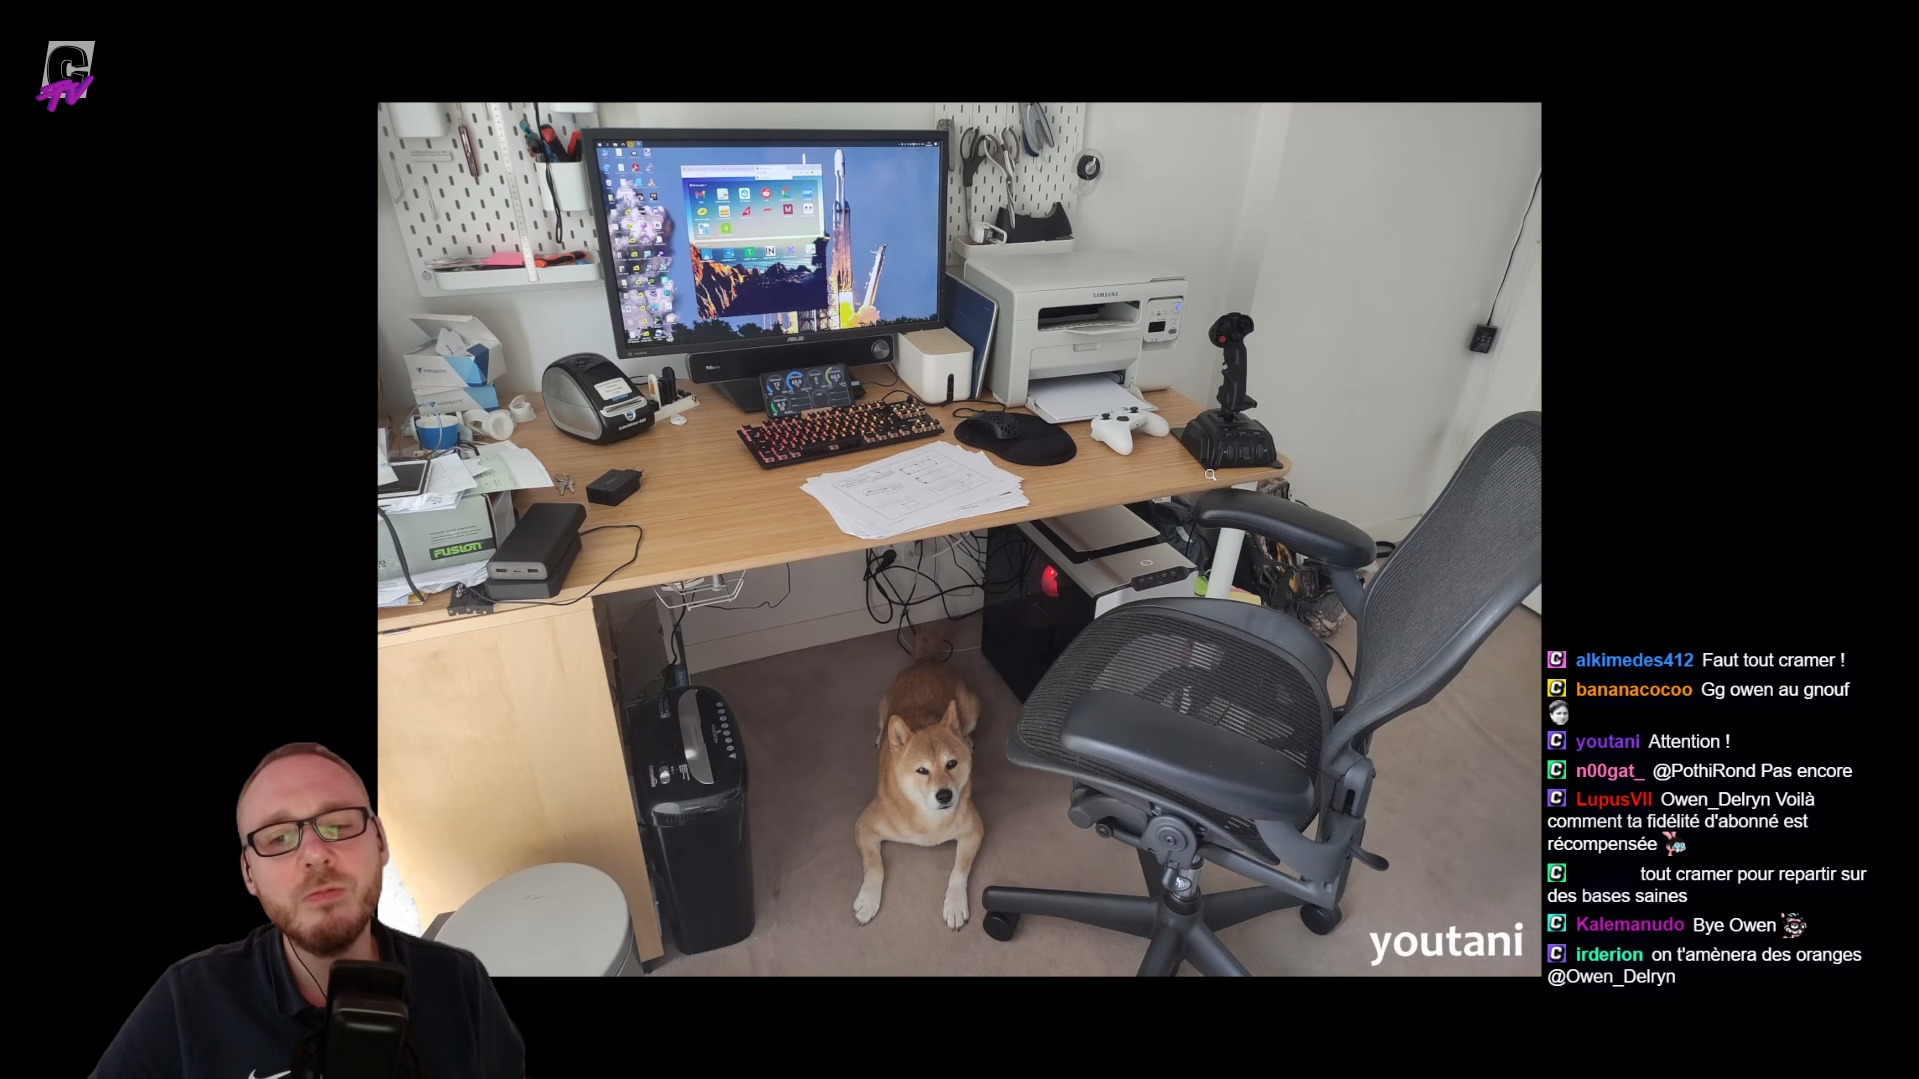 C
TV
ASUS
SAMSUNG
FUSION
youtani
alkimedes412 Faut tout cramer !
bananacocoo Gg owen au gnouf
youtani Attention !
n00gat_ @PothiRond Pas encore
LupusVII Owen_Delryn Voilà
comment ta fidélité d'abonné est
récompensée
tout cramer pour repartir sur
des bases saines
Kalemanudo Bye Owen
irderion on t'amènera des oranges
@Owen_Delryn